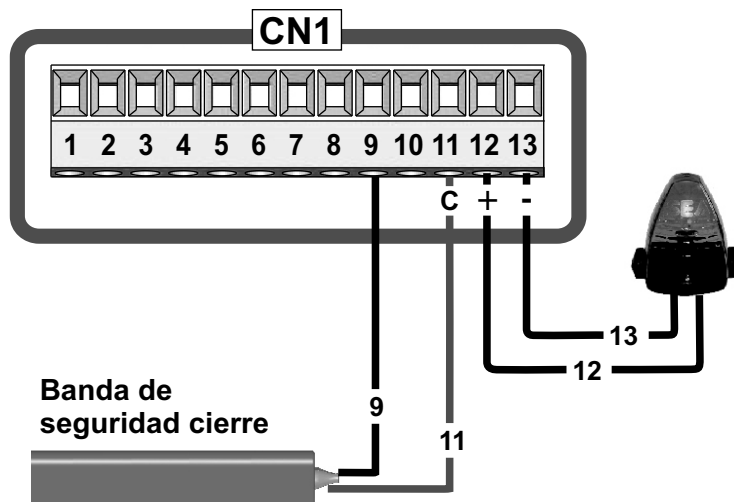 CN1
1 2 3 4 5 6 7 8 9 10 11 12 13
C + -
13
12
Banda de
seguridad cierre
9
11